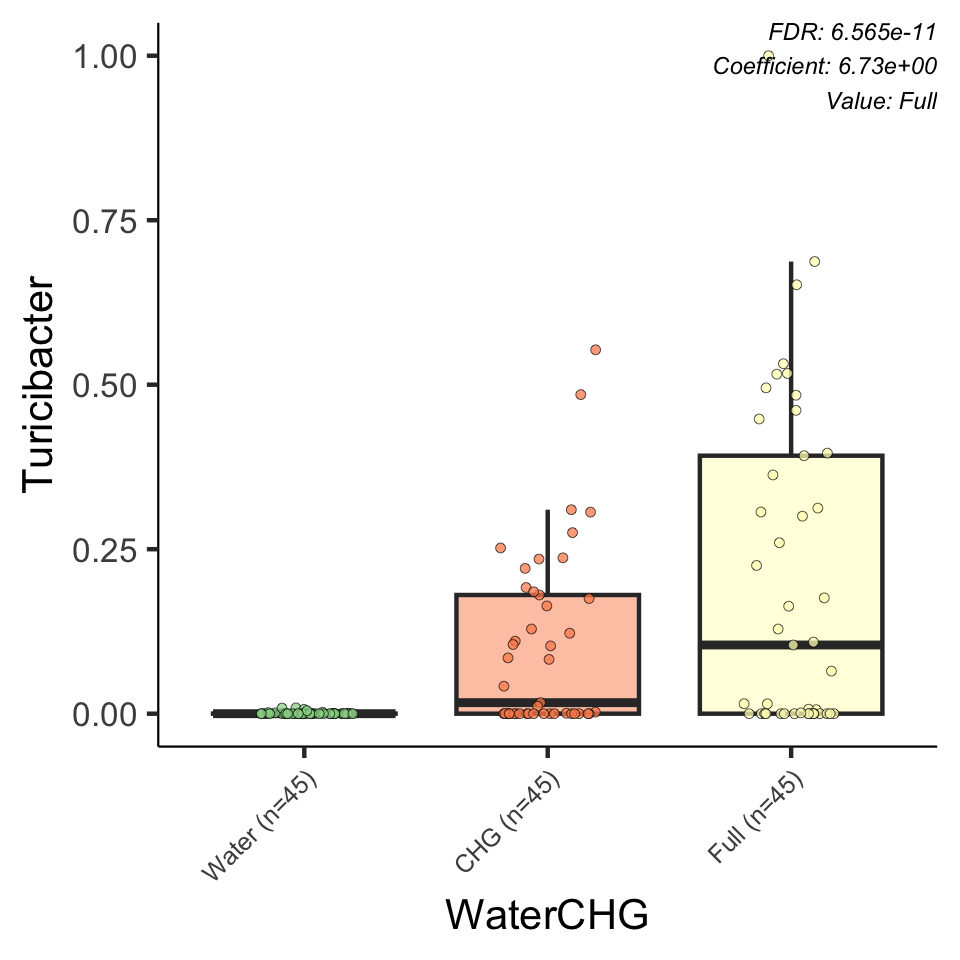 FDR: 6.565e-11
Coefficient: 6.73e+00
Value: Full
1.00
0.75
0.50
0.25
0.00
Turicibacter
Water (n=45)
CHG (n=45)
Full (n=45)
WaterCHG